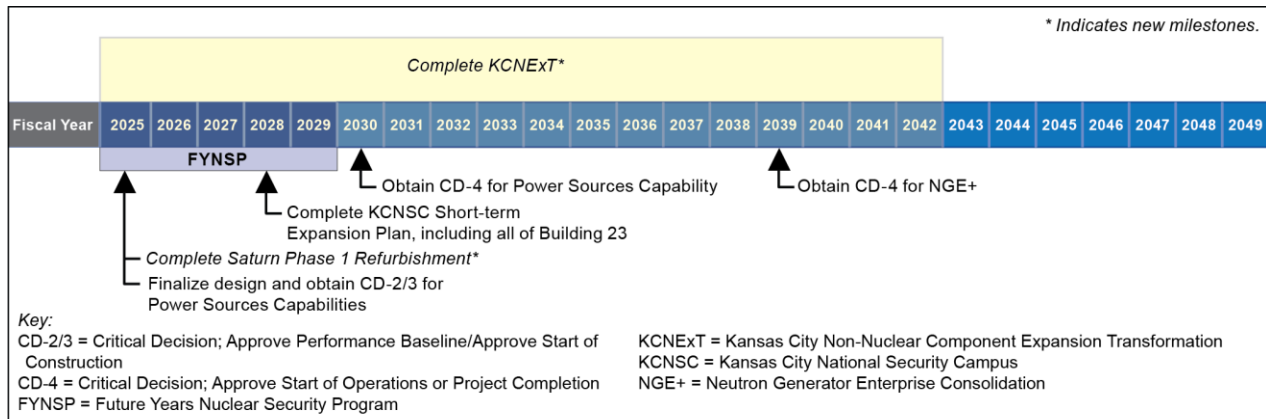 * Indicates new milestones.
Complete KCNExT*
Fiscal Year 2025 2026 2027 2028 2029 2030 2031 2032 2033 2034 2035 2036 2037 2038 2039 2040 2041 2042 2043 2044 2045 2046 2047 2048 2049
FYNSP
Obtain CD-4 for Power Sources Capability
Obtain CD-4 for NGE+
Complete KCNSC Short-term
Expansion Plan, including all of Building 23
Complete Saturn Phase 1 Refurbishment*
Finalize design and obtain CD-2/3 for
Power Sources Capabilities
Key:
CD-2/3 = Critical Decision; Approve Performance Baseline/Approve Start of
Construction
CD-4 = Critical Decision; Approve Start of Operations or Project Completion
FYNSP = Future Years Nuclear Security Program
KCNExT = Kansas City Non-Nuclear Component Expansion Transformation
KCNSC = Kansas City National Security Campus
NGE+ = Neutron Generator Enterprise Consolidation